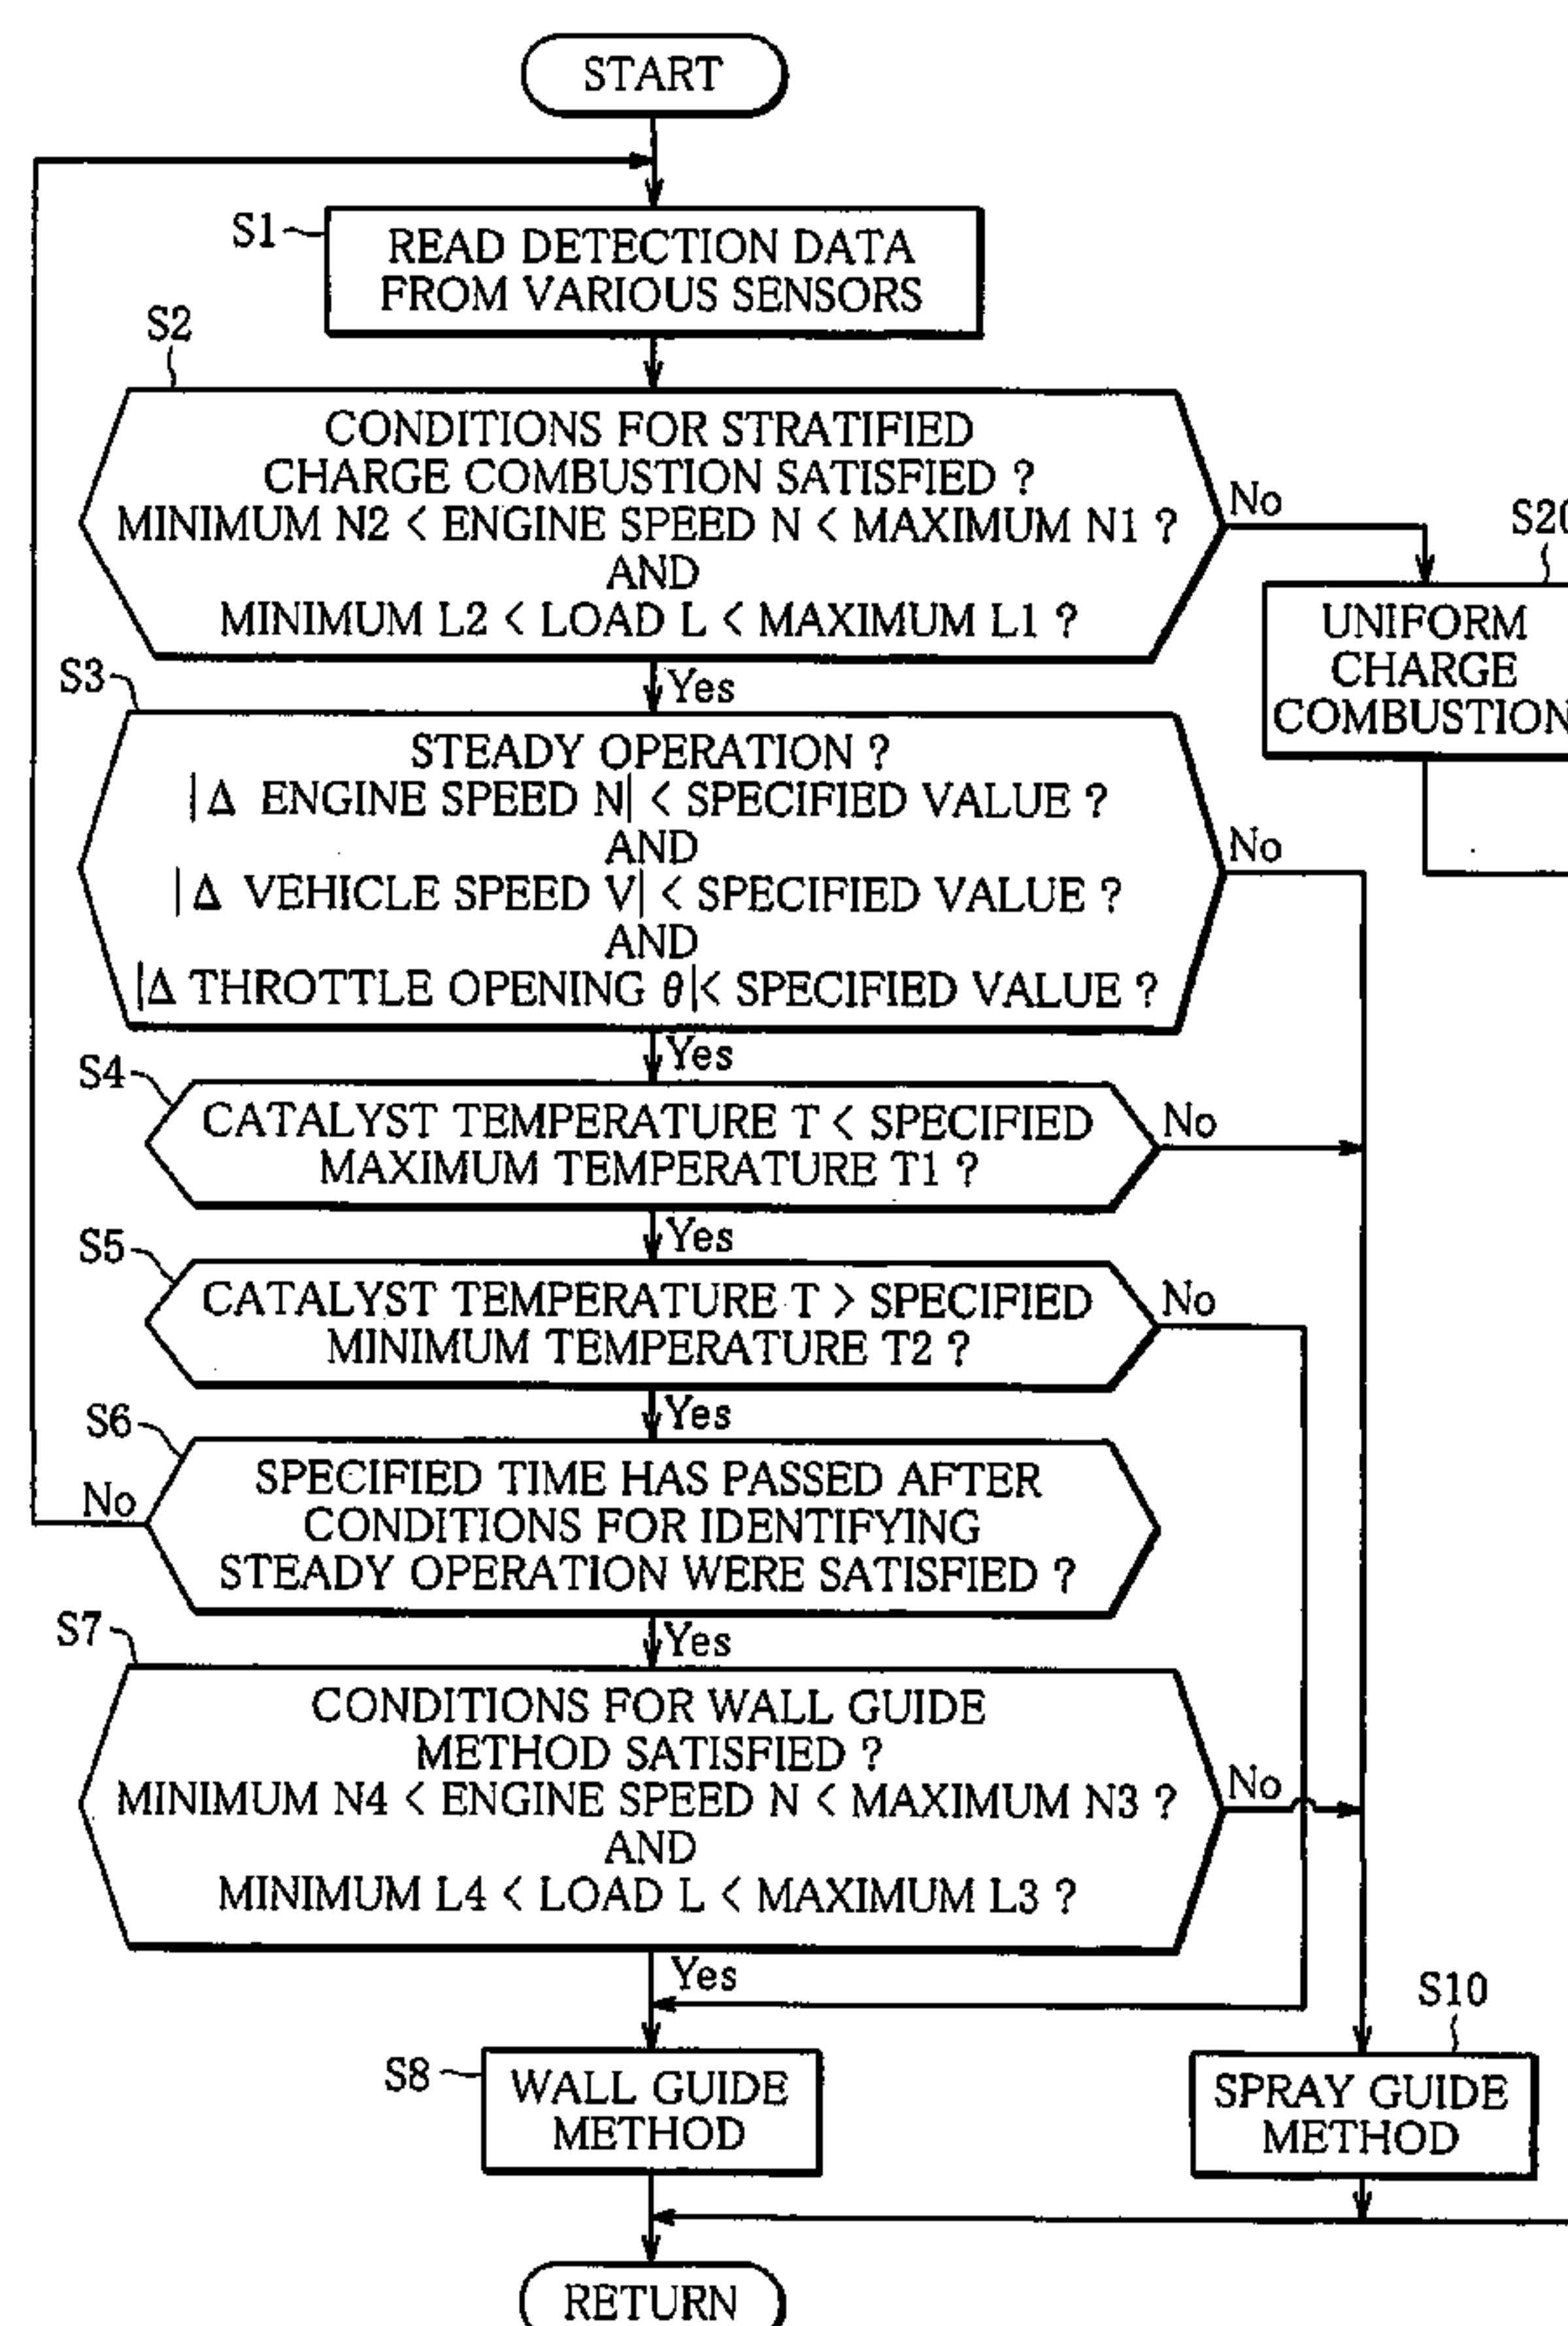 START
S1
READ DETECTION DATA
FROM VARIOUS SENSORS
S2
CONDITIONS FOR STRATIFIED
CHARGE COMBUSTION SATISFIED ?
MINIMUM N2 < ENGINE SPEED N < MAXIMUM N1 ?
AND
MINIMUM L2 < LOAD L < MAXIMUM L1 ?
No
S20
UNIFORM
CHARGE
COMBUSTION
Yes
S3
STEADY OPERATION ?
|Δ ENGINE SPEED N| < SPECIFIED VALUE ?
AND
|Δ VEHICLE SPEED V| < SPECIFIED VALUE ?
AND
|Δ THROTTLE OPENING θ|< SPECIFIED VALUE ?
No
Yes
S4
CATALYST TEMPERATURE T < SPECIFIED
MAXIMUM TEMPERATURE T1 ?
No
Yes
S5
CATALYST TEMPERATURE T > SPECIFIED
MINIMUM TEMPERATURE T2 ?
No
Yes
S6
SPECIFIED TIME HAS PASSED AFTER
CONDITIONS FOR IDENTIFYING
STEADY OPERATION WERE SATISFIED ?
No
Yes
S7
CONDITIONS FOR WALL GUIDE
METHOD SATISFIED ?
MINIMUM N4 < ENGINE SPEED N < MAXIMUM N3 ?
AND
MINIMUM L4 < LOAD L < MAXIMUM L3 ?
No
Yes
S8
WALL GUIDE
METHOD
S10
SPRAY GUIDE
METHOD
RETURN